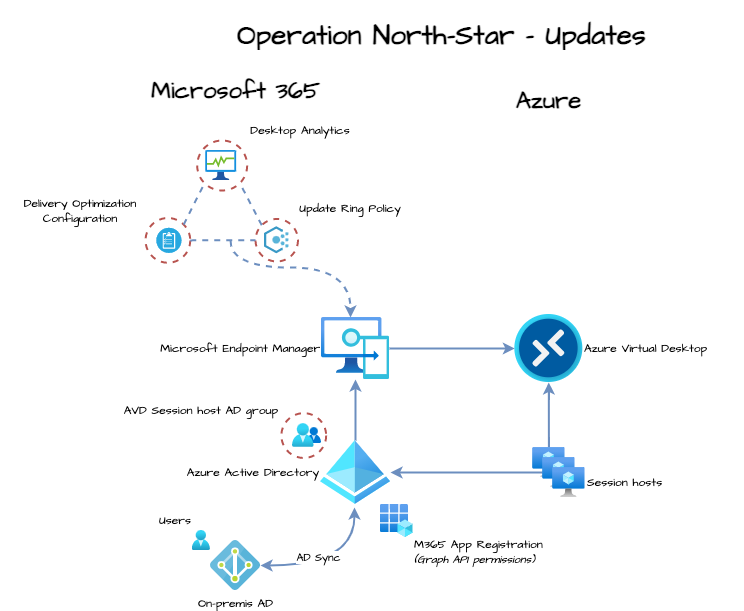 Operation North-Star - Updates
Microsoft 365
Azure
Desktop Analytics
Delivery Optimization
Configuration
Update Ring Policy
Microsoft Endpoint Manager
Azure Virtual Desktop
AVD Session host AD group
Azure Active Directory
Session hosts
Users
M365 App Registration
(Graph API permissions)
AD Sync
On-premis AD